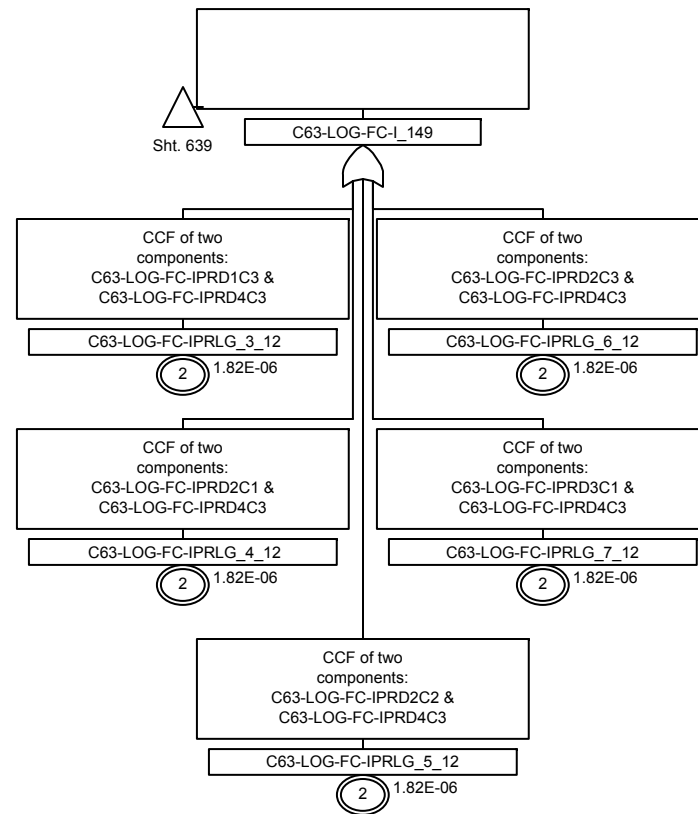 Sht. 639
C63-LOG-FC-I_149
CCF of two
components:
C63-LOG-FC-IPRD1C3 &
C63-LOG-FC-IPRD4C3
C63-LOG-FC-IPRLG_3_12
2
1.82E-06
CCF of two
components:
C63-LOG-FC-IPRD2C3 &
C63-LOG-FC-IPRD4C3
C63-LOG-FC-IPRLG_6_12
2
1.82E-06
CCF of two
components:
C63-LOG-FC-IPRD2C1 &
C63-LOG-FC-IPRD4C3
C63-LOG-FC-IPRLG_4_12
2
1.82E-06
CCF of two
components:
C63-LOG-FC-IPRD3C1 &
C63-LOG-FC-IPRD4C3
C63-LOG-FC-IPRLG_7_12
2
1.82E-06
CCF of two
components:
C63-LOG-FC-IPRD2C2 &
C63-LOG-FC-IPRD4C3
C63-LOG-FC-IPRLG_5_12
2
1.82E-06